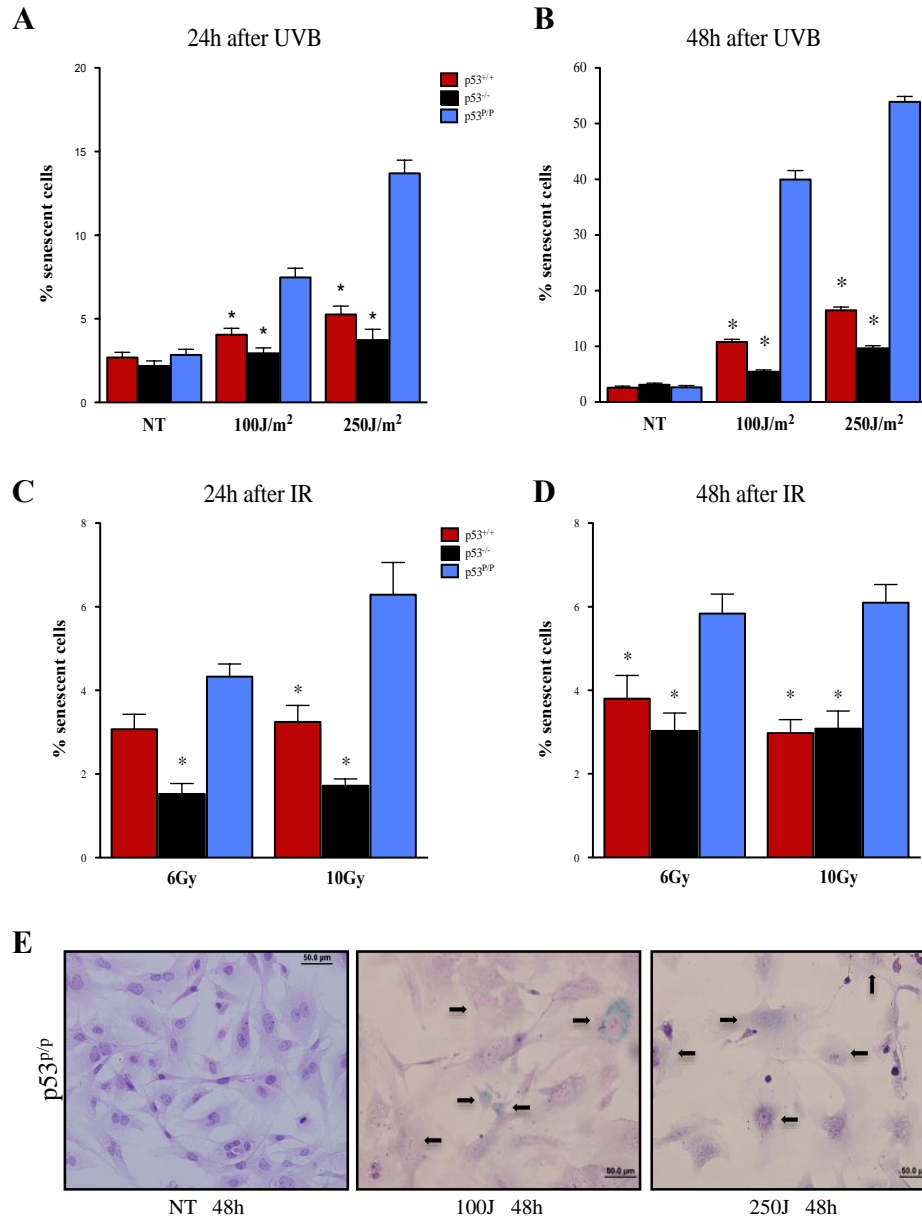 A
24h after UVB
20
15
10
5
0
% senescent cells
NT
100J/m²
250J/m²
p53+/+
p53-/-
p53P/P
B
48h after UVB
60
50
40
30
20
10
0
% senescent cells
NT
100J/m²
250J/m²
* * * *
* * * *
C
24h after IR
8
6
4
2
0
% senescent cells
6Gy
10Gy
p53+/+
p53-/-
p53P/P
* * *
D
48h after IR
8
6
4
2
0
% senescent cells
6Gy
10Gy
* * * *
E
p53p/p
50.0 µm
50.0 µm
50.0 µm
NT 48h
100J 48h
250J 48h